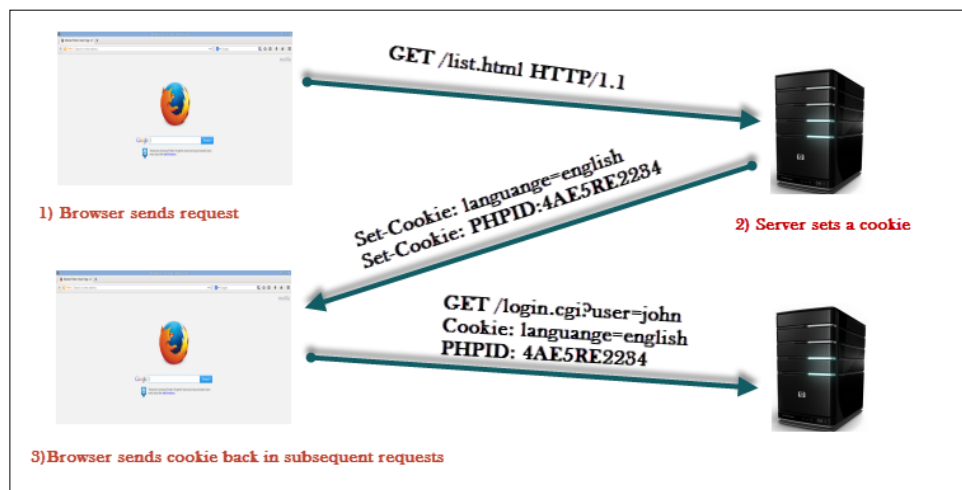 GET /list.html HTTP/1.1
1) Browser sends request
Set-Cookie: languange=english
Set-Cookie: PHPID:4AE5RE2234
2) Server sets a cookie
GET /login.cgi?user=john
Cookie: languange=english
PHPID: 4AE5RE2234
3)Browser sends cookie back in subsequent requests
Google
Google